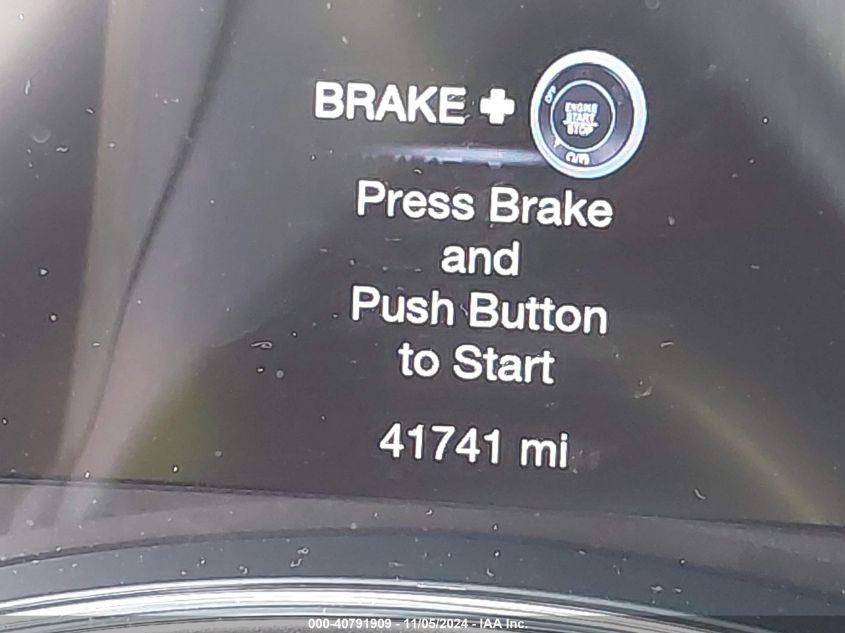 BRAKE +
ENGINE
START
STOP
Press Brake
and
Push Button
to Start
41741 mi
000-40791909 - 11/05/2024 - IAA Inc.